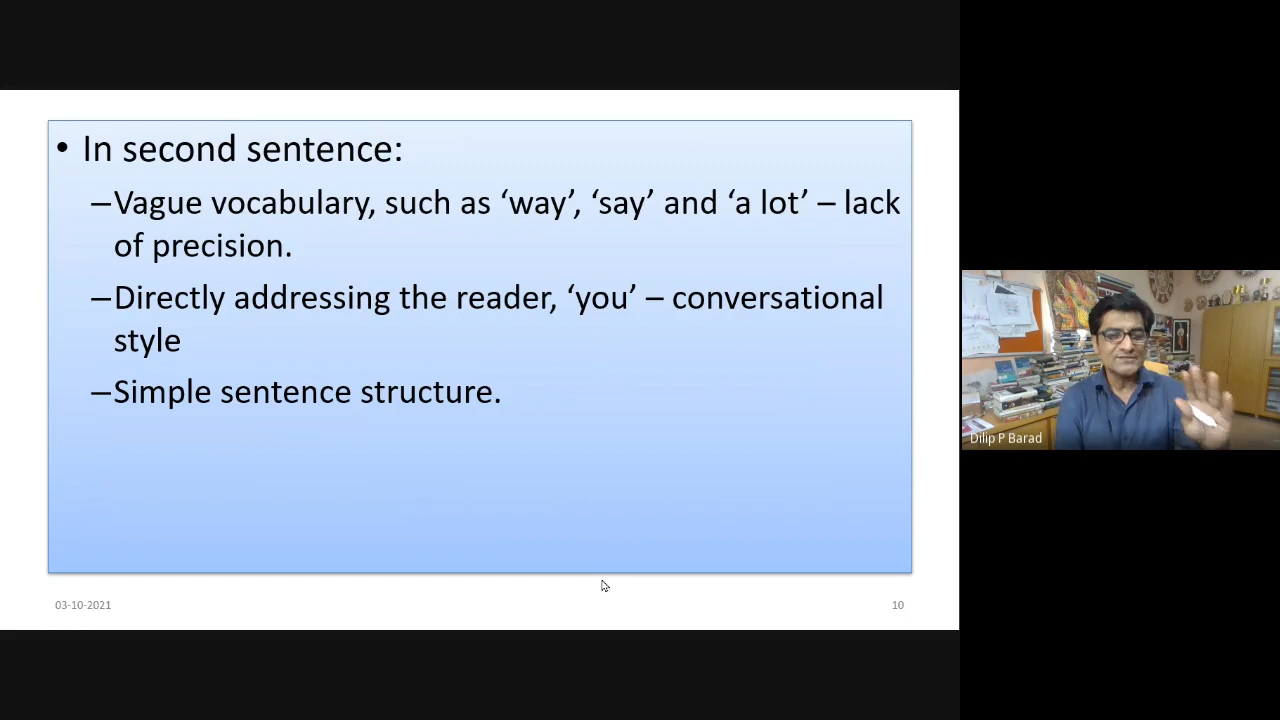 • In second sentence:
–Vague vocabulary, such as ‘way’, ‘say’ and ‘a lot’ – lack
of precision.
–Directly addressing the reader, ‘you’ – conversational
style
–Simple sentence structure.
03-10-2021
10
Dilip P Barad